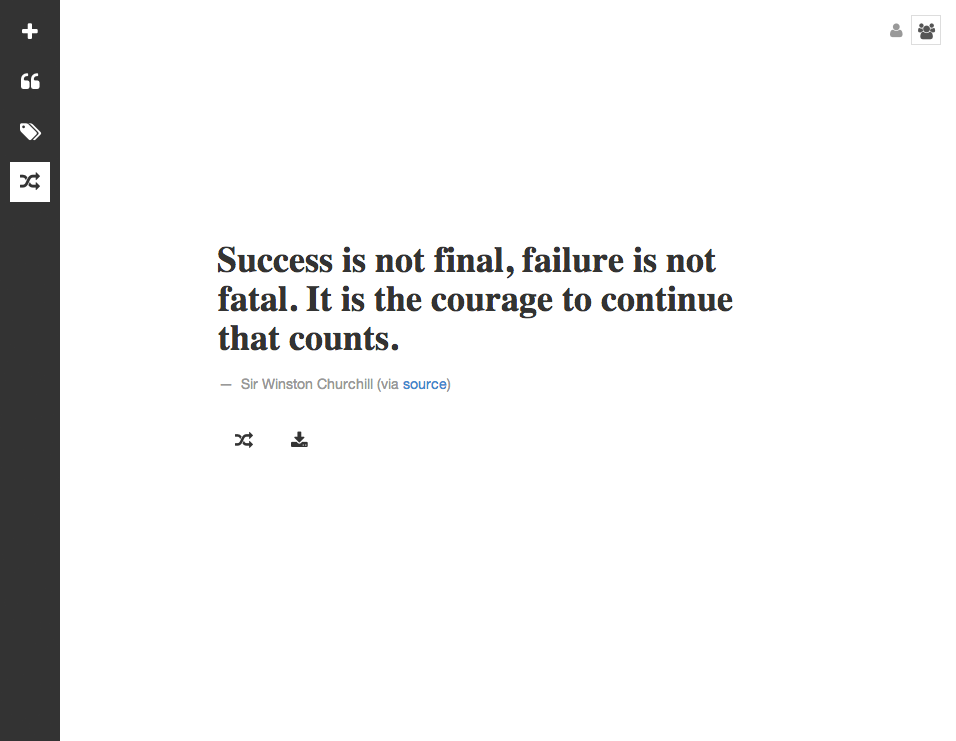 Success is not final, failure is not
fatal. It is the courage to continue
that counts.
— Sir Winston Churchill (via source)